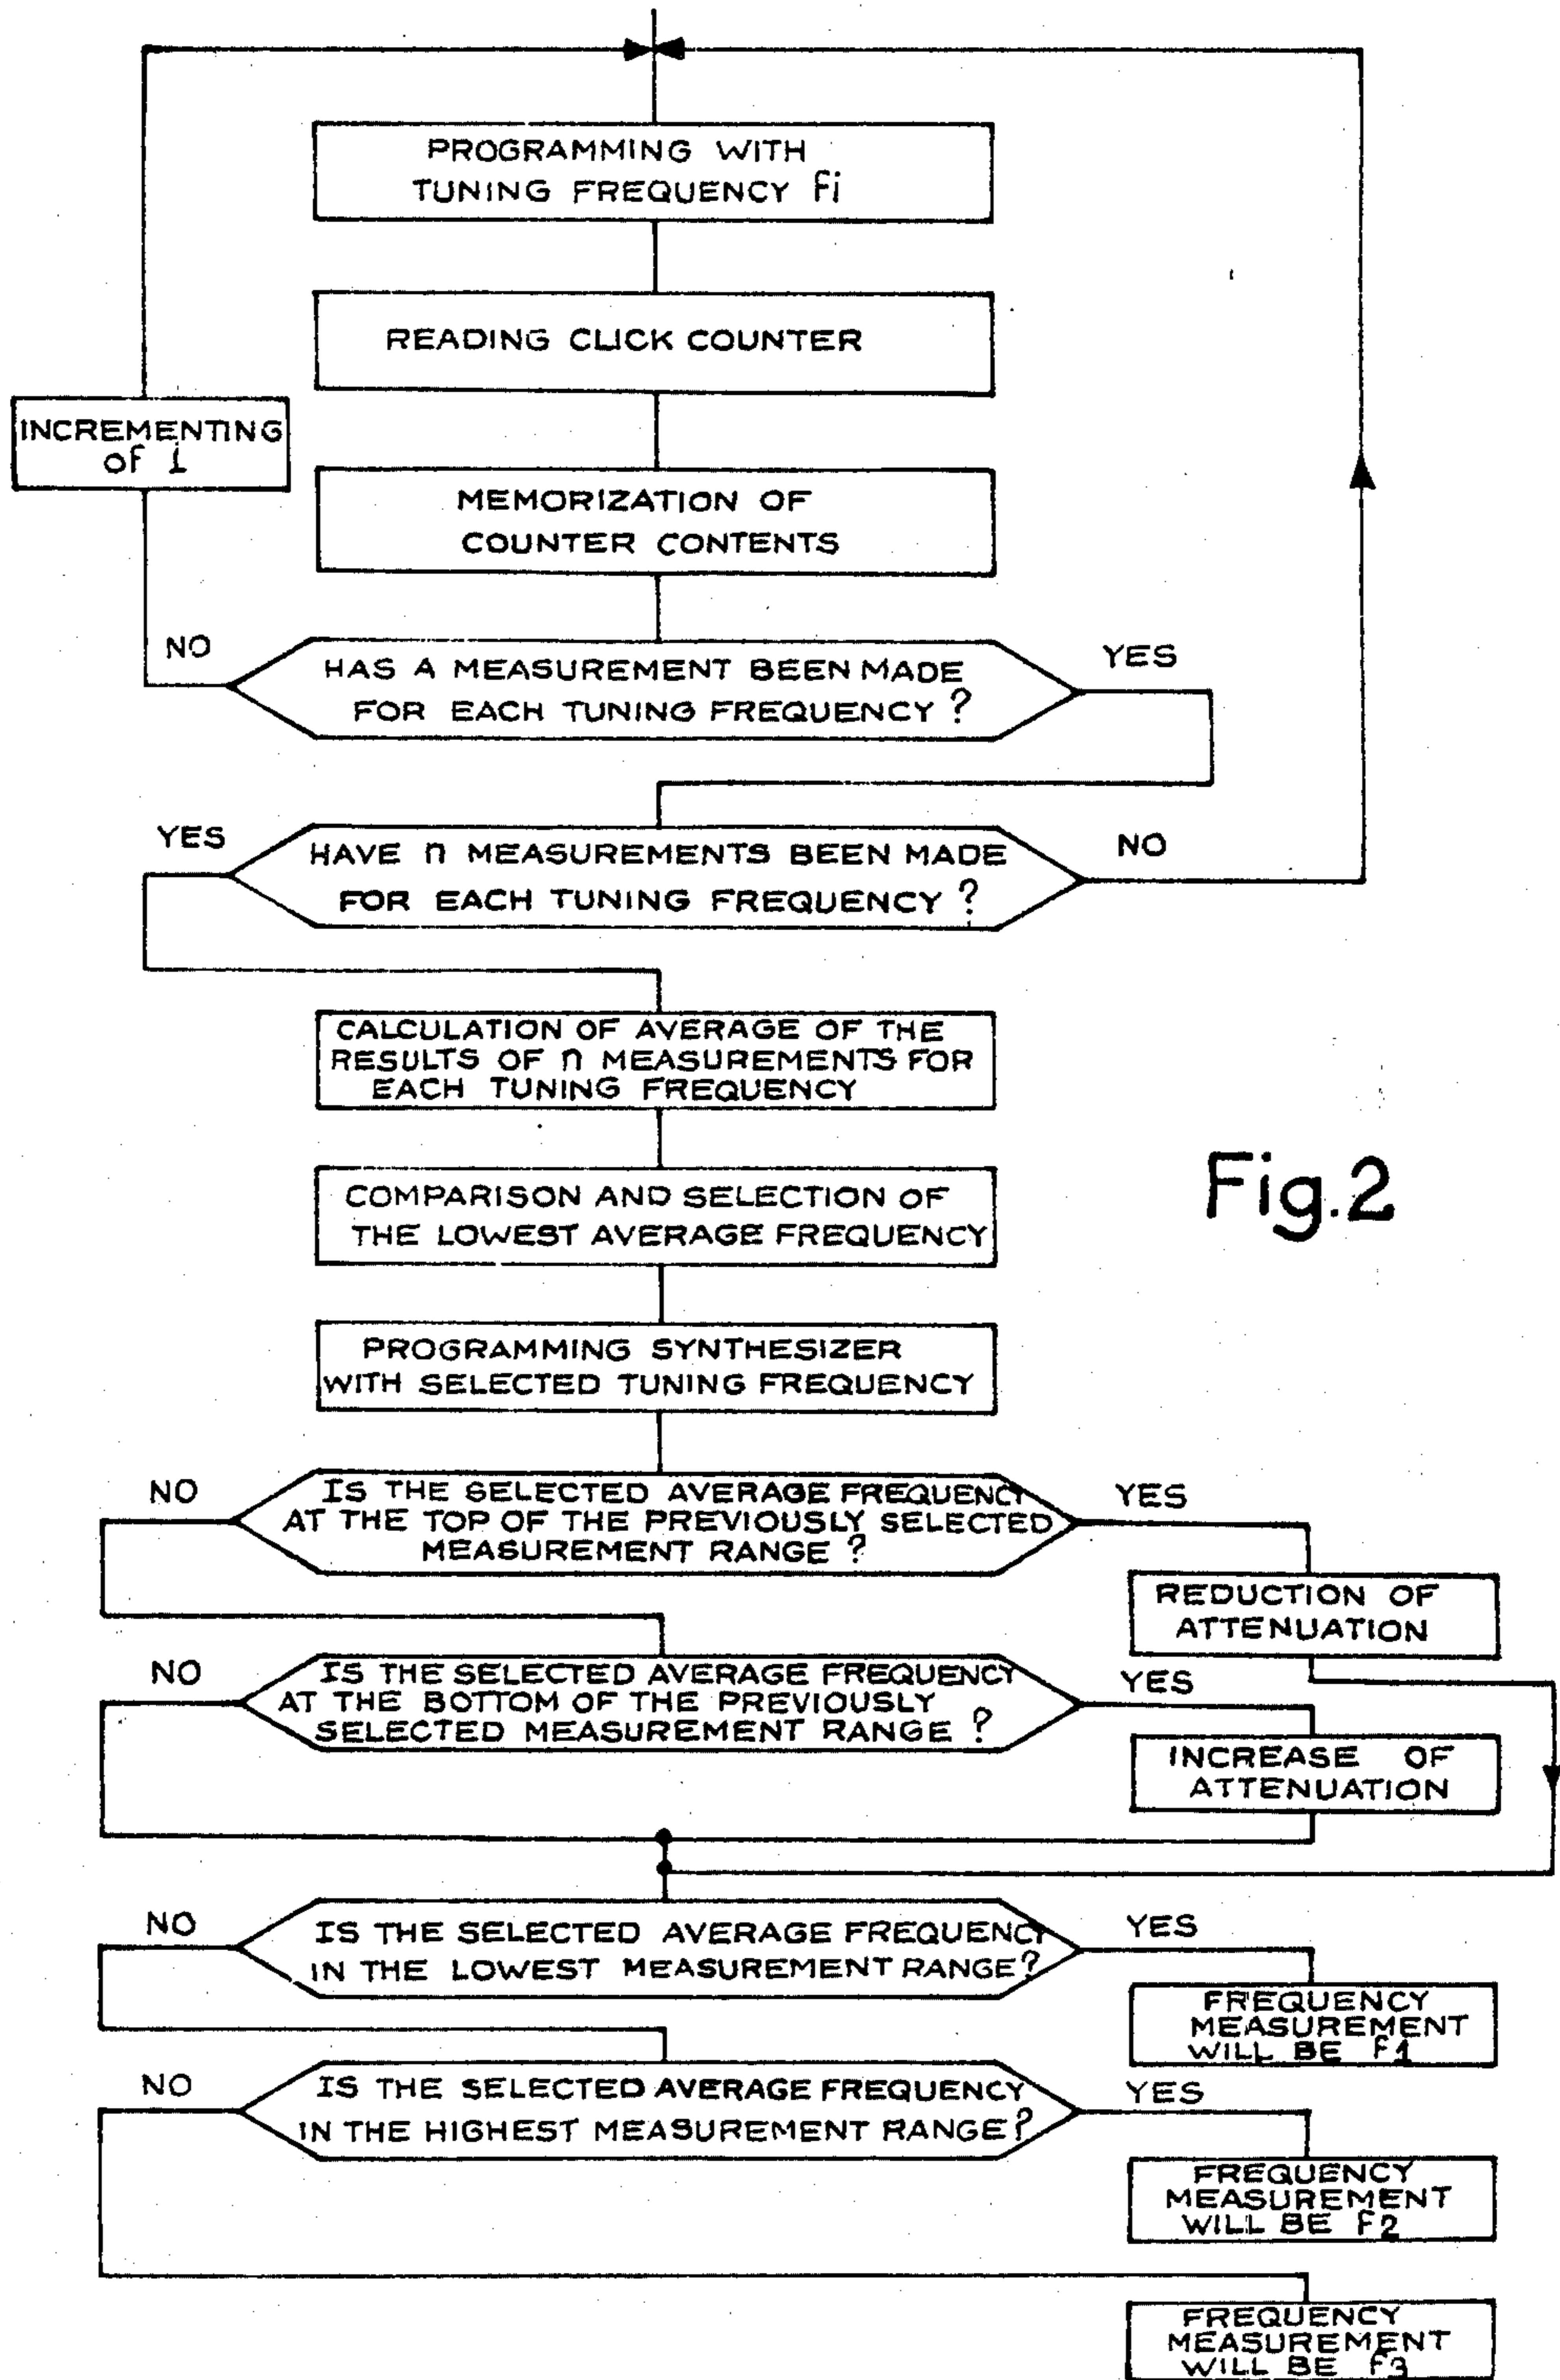 PROGRAMMING WITH
TUNING FREQUENCY fi
READING CLICK COUNTER
INCREMENTING
OF i
MEMORIZATION OF
COUNTER CONTENTS
NO
HAS A MEASUREMENT BEEN MADE
FOR EACH TUNING FREQUENCY ?
YES
YES
HAVE n MEASUREMENTS BEEN MADE
FOR EACH TUNING FREQUENCY ?
NO
CALCULATION OF AVERAGE OF THE
RESULTS OF n MEASUREMENTS FOR
EACH TUNING FREQUENCY
COMPARISON AND SELECTION OF
THE LOWEST AVERAGE FREQUENCY
Fig.2
PROGRAMMING SYNTHESIZER
WITH SELECTED TUNING FREQUENCY
NO
IS THE SELECTED AVERAGE FREQUENCY
AT THE TOP OF THE PREVIOUSLY SELECTED
MEASUREMENT RANGE ?
YES
REDUCTION OF
ATTENUATION
NO
IS THE SELECTED AVERAGE FREQUENCY
AT THE BOTTOM OF THE PREVIOUSLY
SELECTED MEASUREMENT RANGE ?
YES
INCREASE OF
ATTENUATION
NO
IS THE SELECTED AVERAGE FREQUENCY
IN THE LOWEST MEASUREMENT RANGE?
YES
FREQUENCY
MEASUREMENT
WILL BE f1
NO
IS THE SELECTED AVERAGE FREQUENCY
IN THE HIGHEST MEASUREMENT RANGE?
YES
FREQUENCY
MEASUREMENT
WILL BE f2
FREQUENCY
MEASUREMENT
WILL BE f3